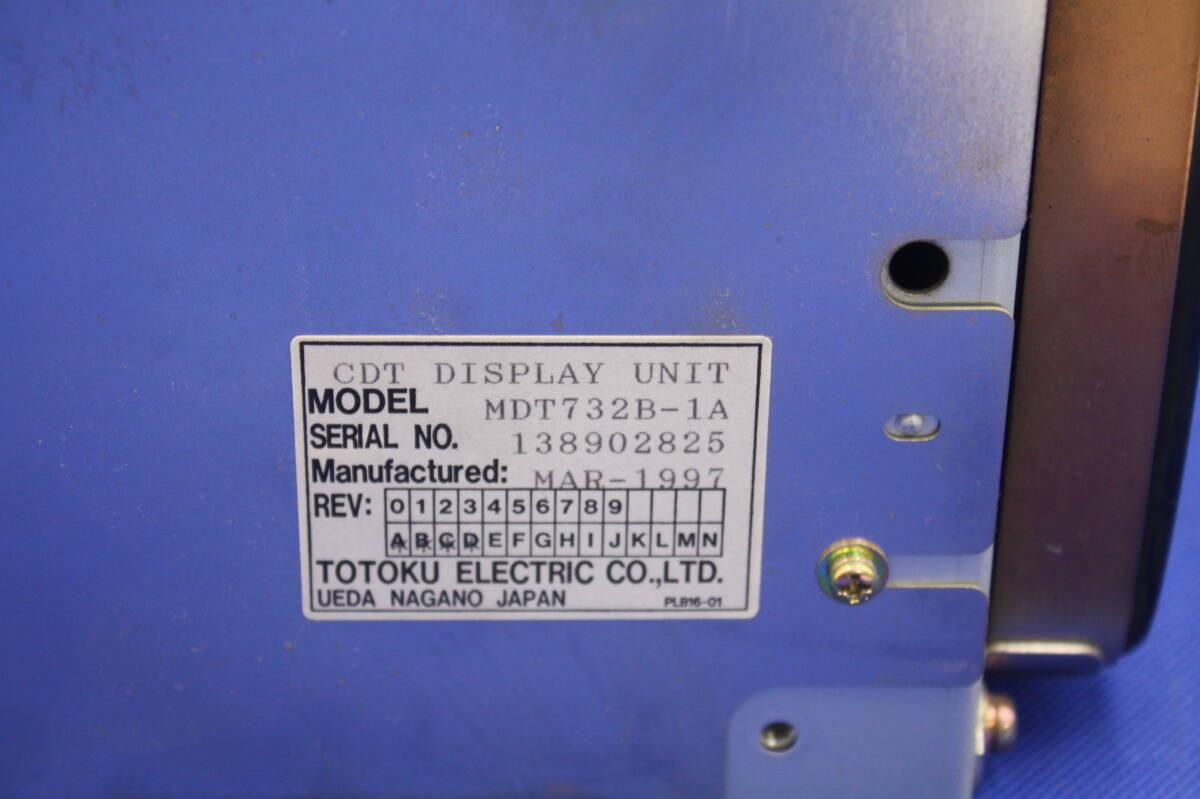 CDT DISPLAY UNIT
MODEL MDT732B-1A
SERIAL NO. 138902825
Manufactured: MAR-1997
REV: 0 1 2 3 4 5 6 7 8 9
A B C D E F G H I J K L M N
TOTOKU ELECTRIC CO.,LTD.
UEDA NAGANO JAPAN PLB16-01